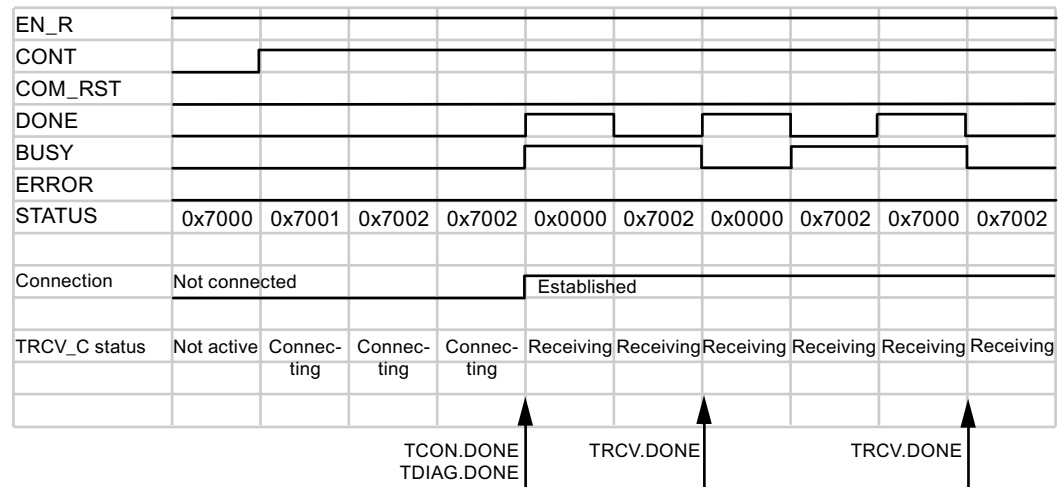 EN_R
CONT
COM_RST
DONE
BUSY
ERROR
STATUS 0x7000 0x7001 0x7002 0x7002 0x0000 0x7002 0x0000 0x7002 0x7000 0x7002
Connection Not connected Established
TRCV_C status Not active Connec- Connec- Connec- Receiving Receiving Receiving Receiving Receiving Receiving
ting ting ting
TCON.DONE TRCV.DONE TRCV.DONE
TDIAG.DONE